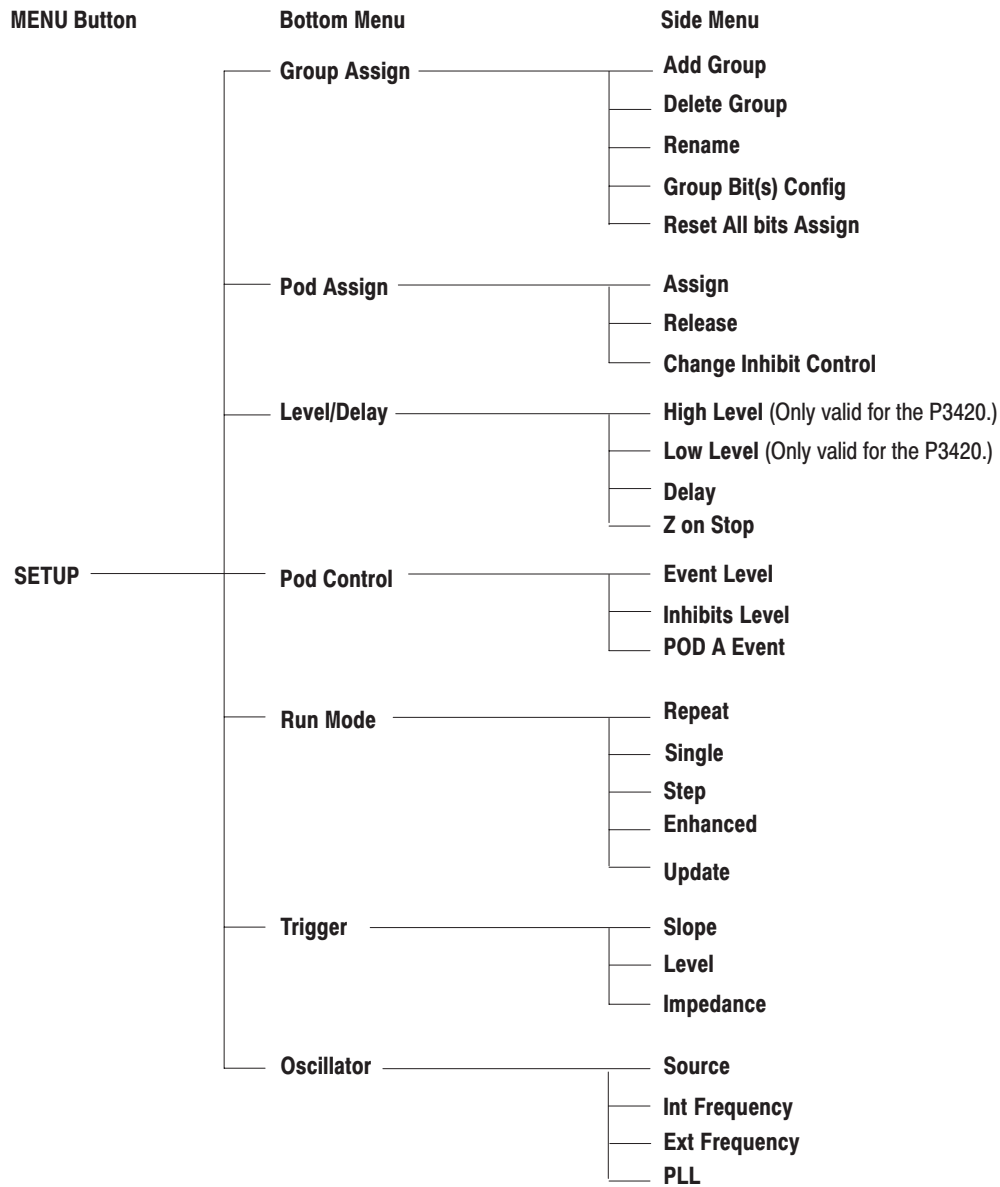 MENU Button Bottom Menu Side Menu
Group Assign Add Group
Delete Group
Rename
Group Bit(s) Config
Reset All bits Assign
Pod Assign Assign
Release
Change Inhibit Control
Level/Delay High Level (Only valid for the P3420.)
Low Level (Only valid for the P3420.)
Delay
Z on Stop
SETUP Pod Control Event Level
Inhibits Level
POD A Event
Run Mode Repeat
Single
Step
Enhanced
Update
Trigger Slope
Level
Impedance
Oscillator Source
Int Frequency
Ext Frequency
PLL